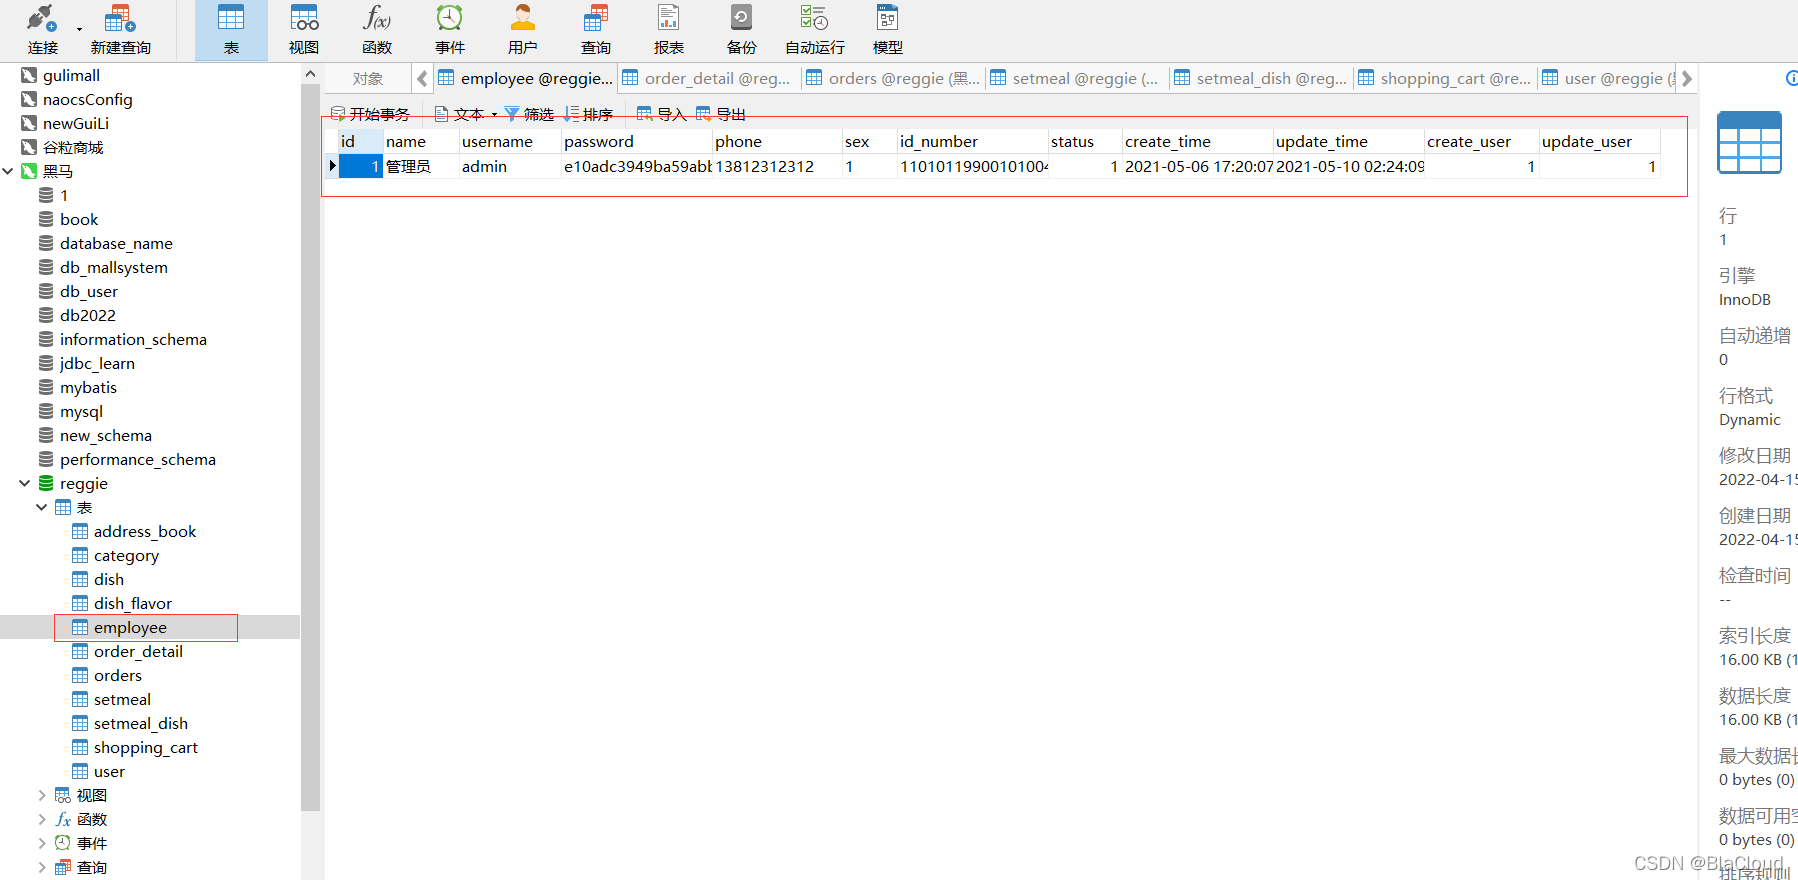 连接 新建查询 表 视图 函数 事件 用户 查询 报表 备份 自动运行 模型
对象 employee @reggie... order_detail @reg... orders @reggie (黑... setmeal @reggie (... setmeal_dish @reg... shopping_cart @re... user @reggie (
开始事务 文本 筛选 排序 导入 导出
id name username password phone sex id_number status create_time update_time create_user update_user
1 管理员 admin e10adc3949ba59abb 13812312312 1 11010119900101004 1 2021-05-06 17:20:07 2021-05-10 02:24:09 1 1
gulimall
naocsConfig
newGuiLi
谷粒商城
黑马
1
book
database_name
db_mallsystem
db_user
db2022
information_schema
jdbc_learn
mybatis
mysql
new_schema
performance_schema
reggie
表
address_book
category
dish
dish_flavor
employee
order_detail
orders
setmeal
setmeal_dish
shopping_cart
user
视图
函数
事件
查询
行
1
引擎
InnoDB
自动递增
0
行格式
Dynamic
修改日期
2022-04-15
创建日期
2022-04-15
检查时间
--
索引长度
16.00 KB (1
数据长度
16.00 KB (1
最大数据长
0 bytes (0)
数据可用空
0 bytes (0)
排序规则
CSDN @BlaCloud